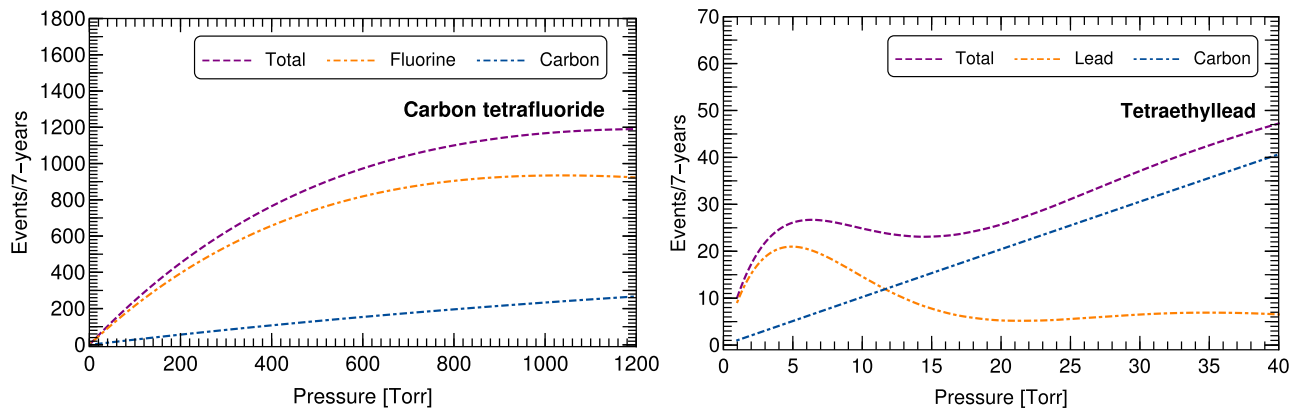 1800
1600
1400
1200
1000
800
600
400
200
0
Events/7−years
Total Fluorine Carbon
Carbon tetrafluoride
0 200 400 600 800 1000 1200
Pressure [Torr]
70
60
50
40
30
20
10
0
Events/7−years
Total Lead Carbon
Tetraethyllead
0 5 10 15 20 25 30 35 40
Pressure [Torr]